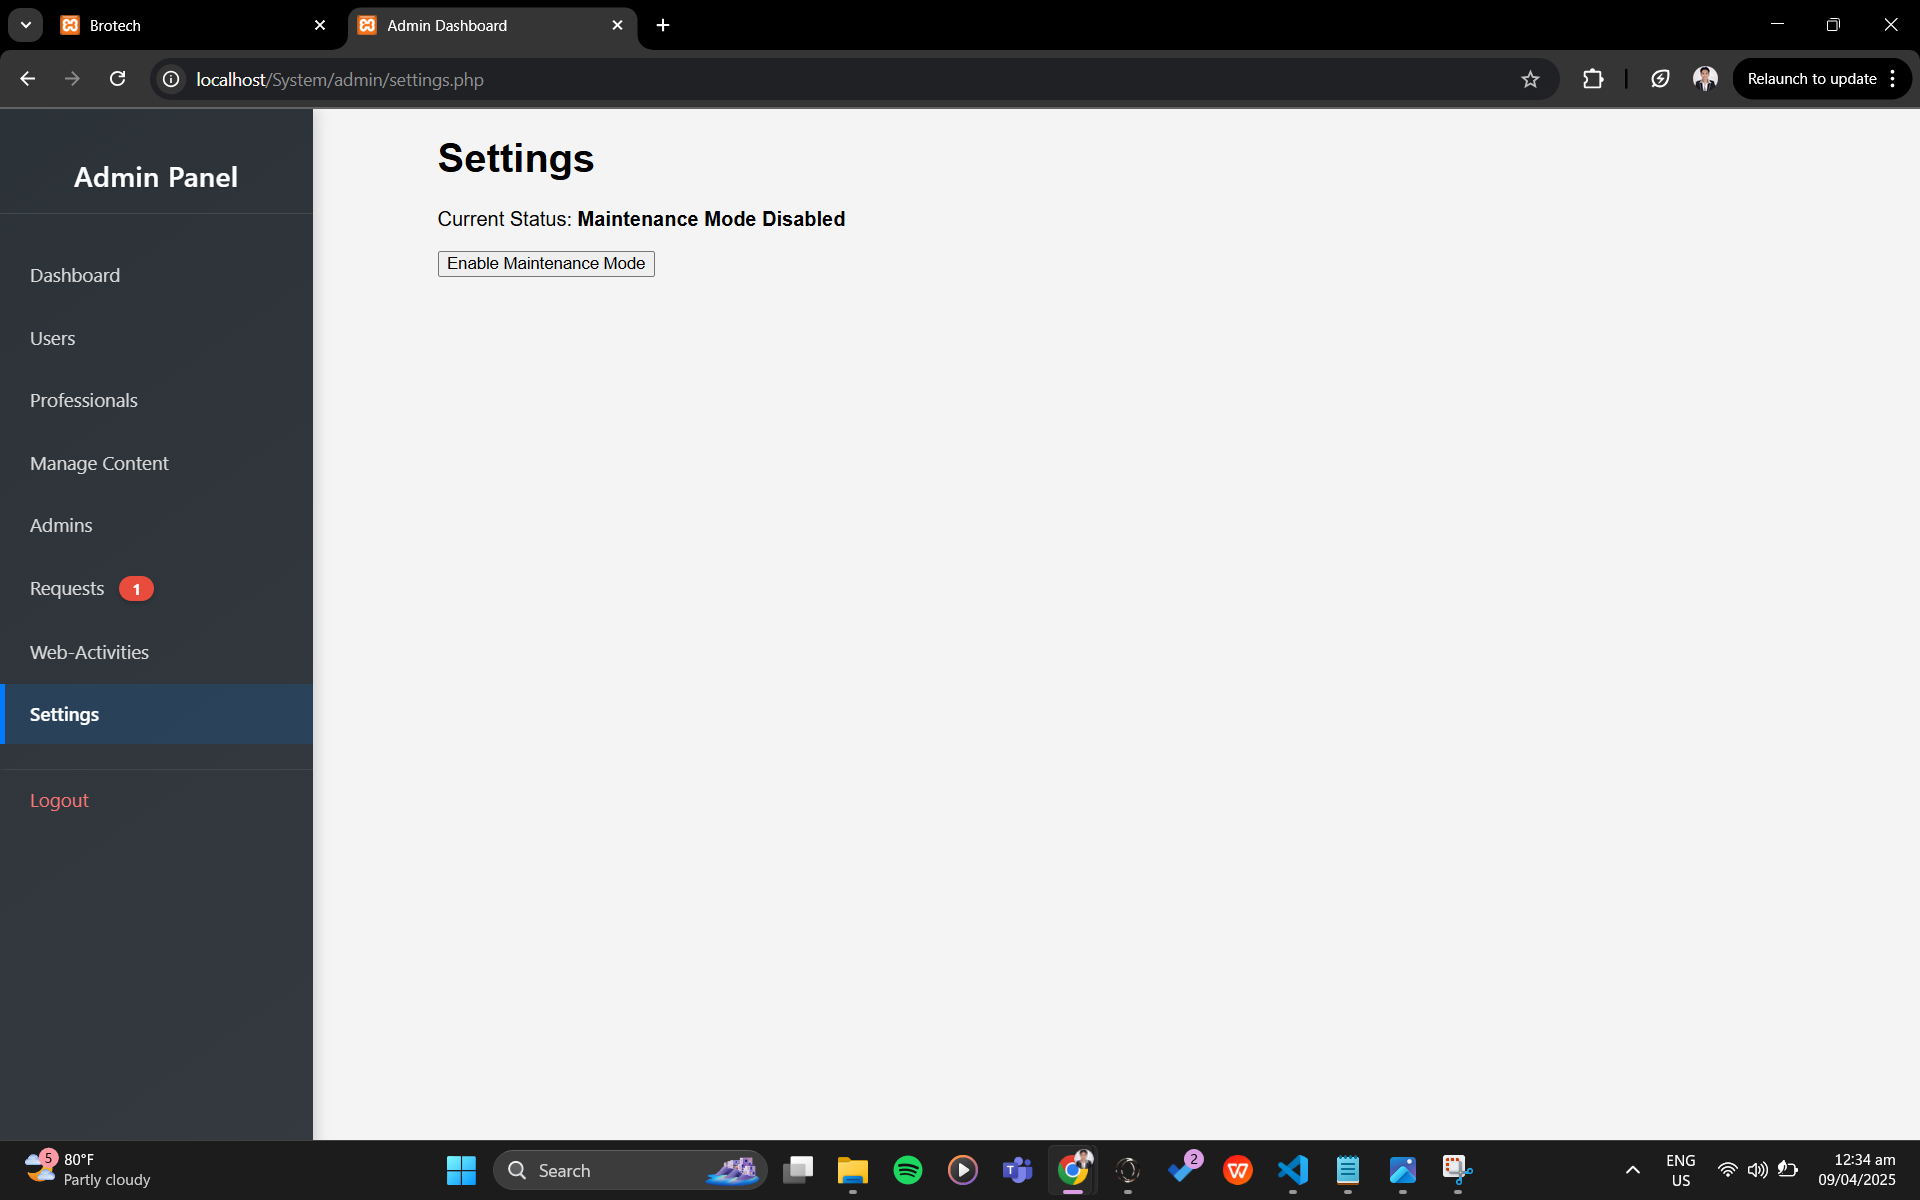 Brotech
Admin Dashboard
localhost/System/admin/settings.php
Relaunch to update
Admin Panel
Dashboard
Users
Professionals
Manage Content
Admins
Requests 1
Web-Activities
Settings
Logout
Settings
Current Status: Maintenance Mode Disabled
Enable Maintenance Mode
5
80°F
Partly cloudy
Search
T
2
W
ENG
US
12:34 am
09/04/2025